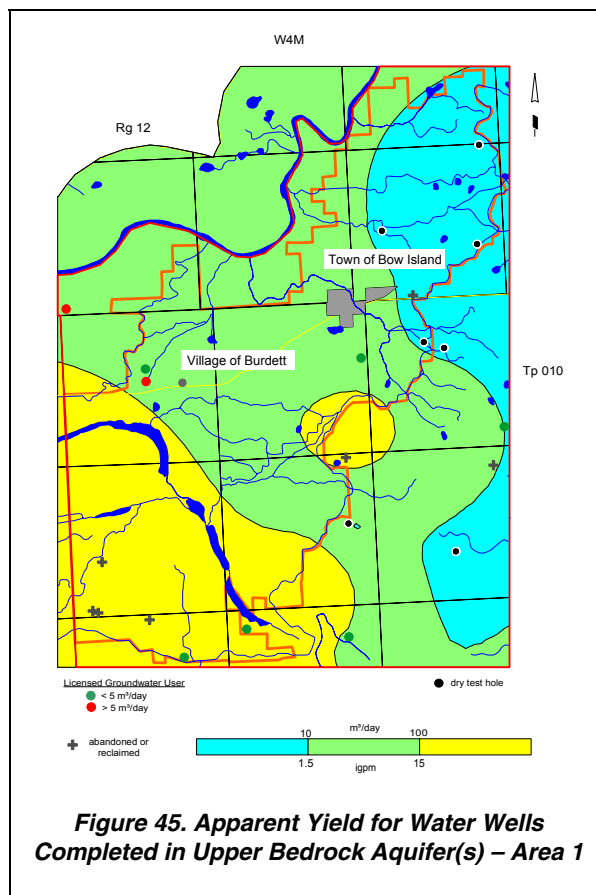 W4M
Rg 12
Town of Bow Island
Village of Burdett
Tp 010
Licensed Groundwater User
< 5 m³/day
> 5 m³/day
dry test hole
abandoned or
reclaimed
10 m³/day 100
1.5 igpm 15
Figure 45. Apparent Yield for Water Wells
Completed in Upper Bedrock Aquifer(s) – Area 1